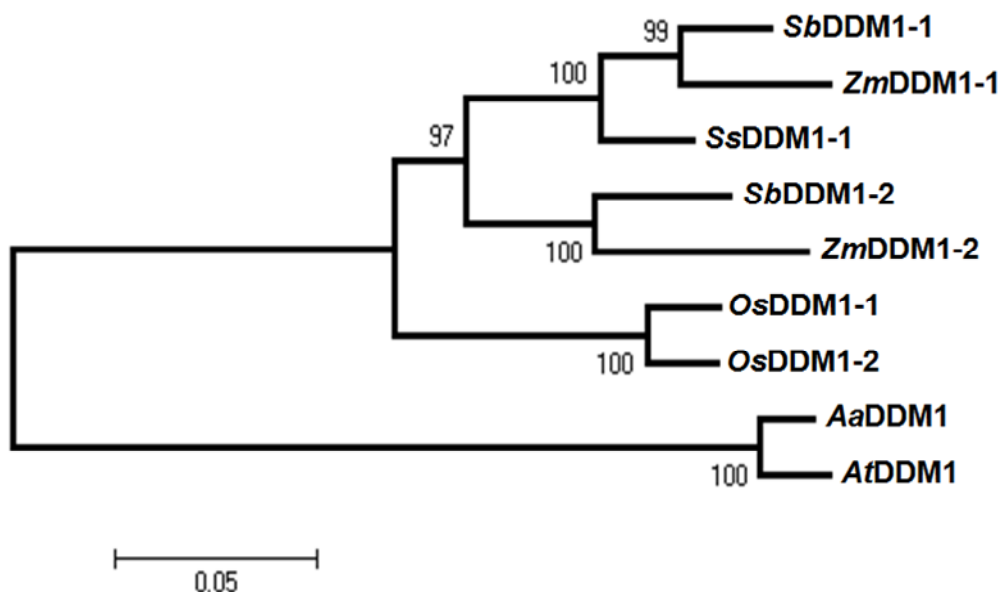 SbDDM1-1
99
ZmDDM1-1
100
SsDDM1-1
97
SbDDM1-2
100
ZmDDM1-2
OsDDM1-1
100
OsDDM1-2
AaDDM1
100
AtDDM1
0.05